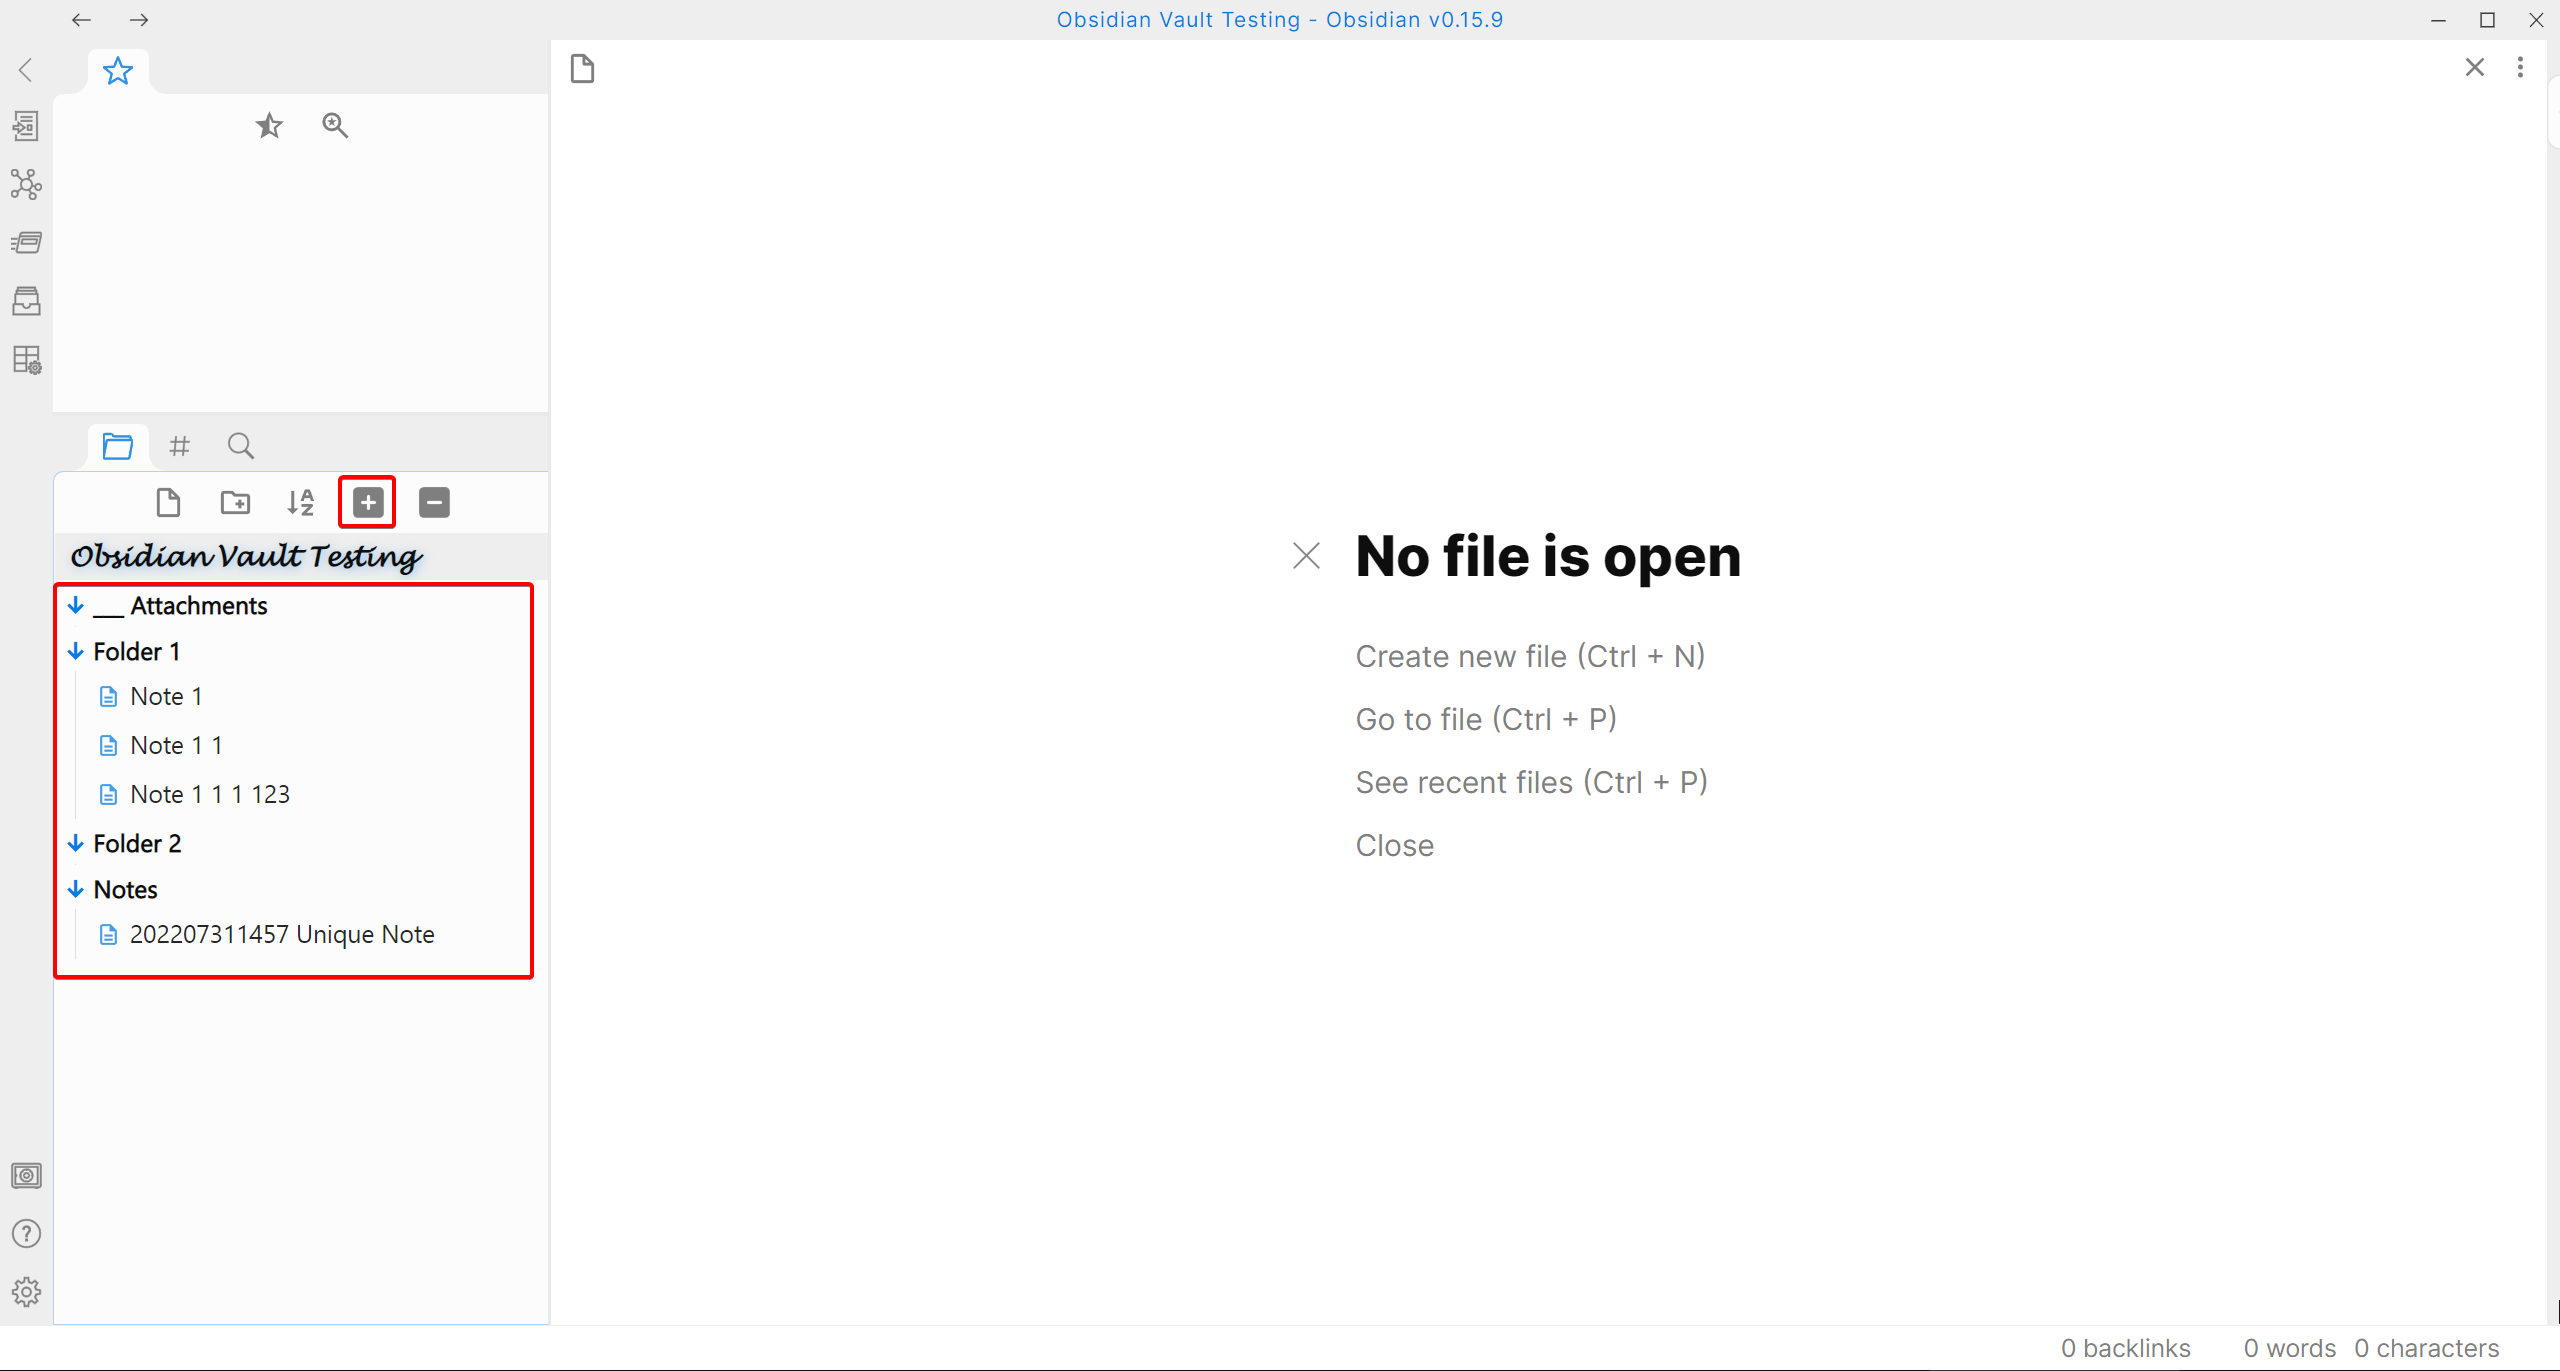 Obsidian Vault Testing - Obsidian v0.15.9
Obsidian Vault Testing
___ Attachments
Folder 1
Note 1
Note 1 1
Note 1 1 1 123
Folder 2
Notes
202207311457 Unique Note
No file is open
Create new file (Ctrl + N)
Go to file (Ctrl + P)
See recent files (Ctrl + P)
Close
0 backlinks 0 words 0 characters